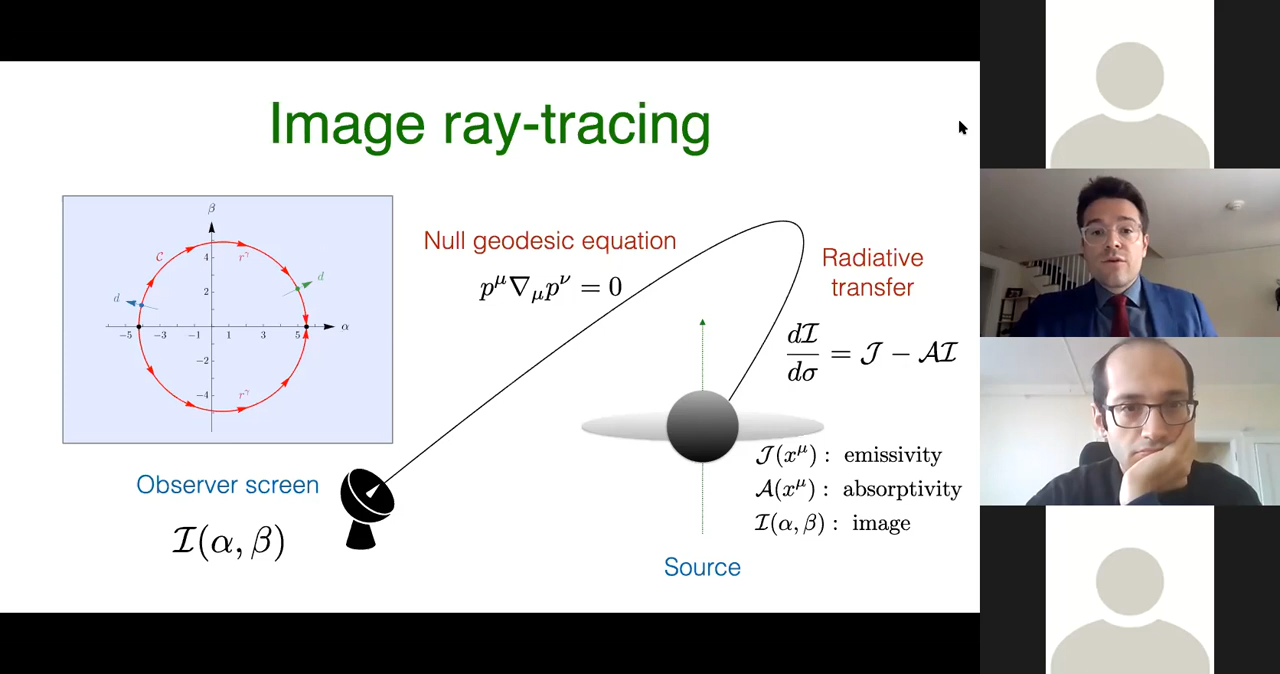 Image ray-tracing
β
C
r^γ
4
d
2
d
−5 −3 −1 1 3 5 α
−2
−4
r^γ
Observer screen
I(α, β)
Null geodesic equation
p^μ∇_μp^ν = 0
Radiative
transfer
dI/dσ = J − AI
J(x^μ) : emissivity
A(x^μ) : absorptivity
I(α, β) : image
Source